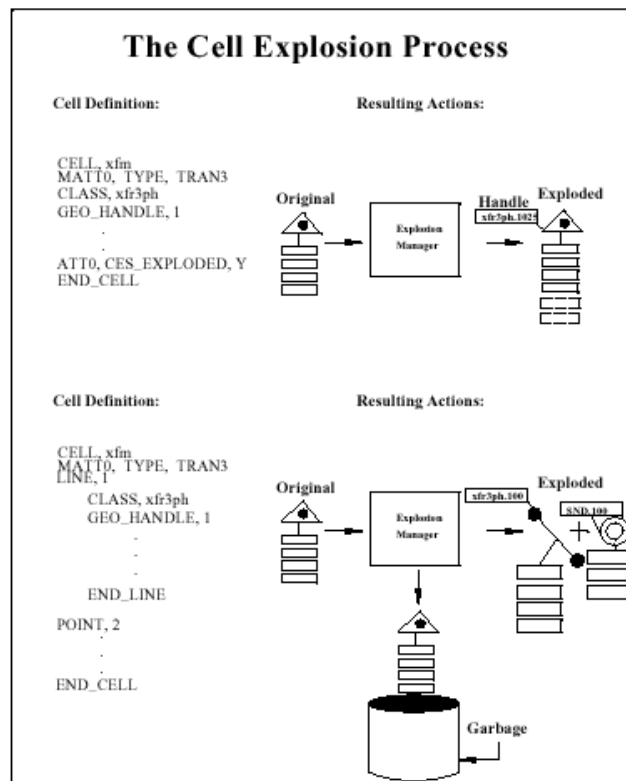 The Cell Explosion Process
Cell Definition:
Resulting Actions:
CELL, xfm
MATT0, TYPE, TRAN3
CLASS, xfr3ph
GEO_HANDLE, 1
.
.
ATT0, CES_EXPLODED, Y
END_CELL
Original
Explosion
Manager
Handle
xfr3ph.1025
Exploded
Cell Definition:
Resulting Actions:
CELL, xfm
MATT0, TYPE, TRAN3
LINE, 1
CLASS, xfr3ph
GEO_HANDLE, 1
.
.
.
END_LINE
POINT, 2
.
.
.
END_CELL
Original
Explosion
Manager
Exploded
xfr3ph.100
+
SND.100
Garbage